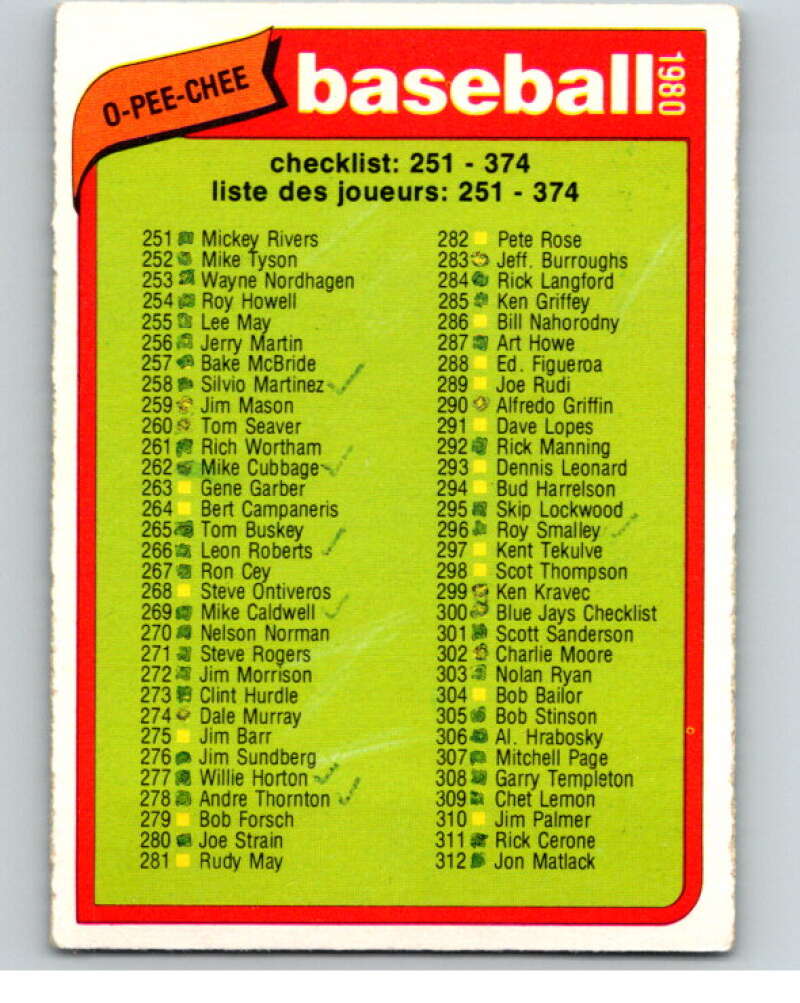 O-PEE-CHEE
baseball
1980
checklist: 251 - 374
liste des joueurs: 251 - 374
251 Mickey Rivers
252 Mike Tyson
253 Wayne Nordhagen
254 Roy Howell
255 Lee May
256 Jerry Martin
257 Bake McBride
258 Silvio Martinez
259 Jim Mason
260 Tom Seaver
261 Rich Wortham
262 Mike Cubbage
263 Gene Garber
264 Bert Campaneris
265 Tom Buskey
266 Leon Roberts
267 Ron Cey
268 Steve Ontiveros
269 Mike Caldwell
270 Nelson Norman
271 Steve Rogers
272 Jim Morrison
273 Clint Hurdle
274 Dale Murray
275 Jim Barr
276 Jim Sundberg
277 Willie Horton
278 Andre Thornton
279 Bob Forsch
280 Joe Strain
281 Rudy May
282 Pete Rose
283 Jeff. Burroughs
284 Rick Langford
285 Ken Griffey
286 Bill Nahorodny
287 Art Howe
288 Ed. Figueroa
289 Joe Rudi
290 Alfredo Griffin
291 Dave Lopes
292 Rick Manning
293 Dennis Leonard
294 Bud Harrelson
295 Skip Lockwood
296 Roy Smalley
297 Kent Tekulve
298 Scot Thompson
299 Ken Kravec
300 Blue Jays Checklist
301 Scott Sanderson
302 Charlie Moore
303 Nolan Ryan
304 Bob Bailor
305 Bob Stinson
306 Al. Hrabosky
307 Mitchell Page
308 Garry Templeton
309 Chet Lemon
310 Jim Palmer
311 Rick Cerone
312 Jon Matlack